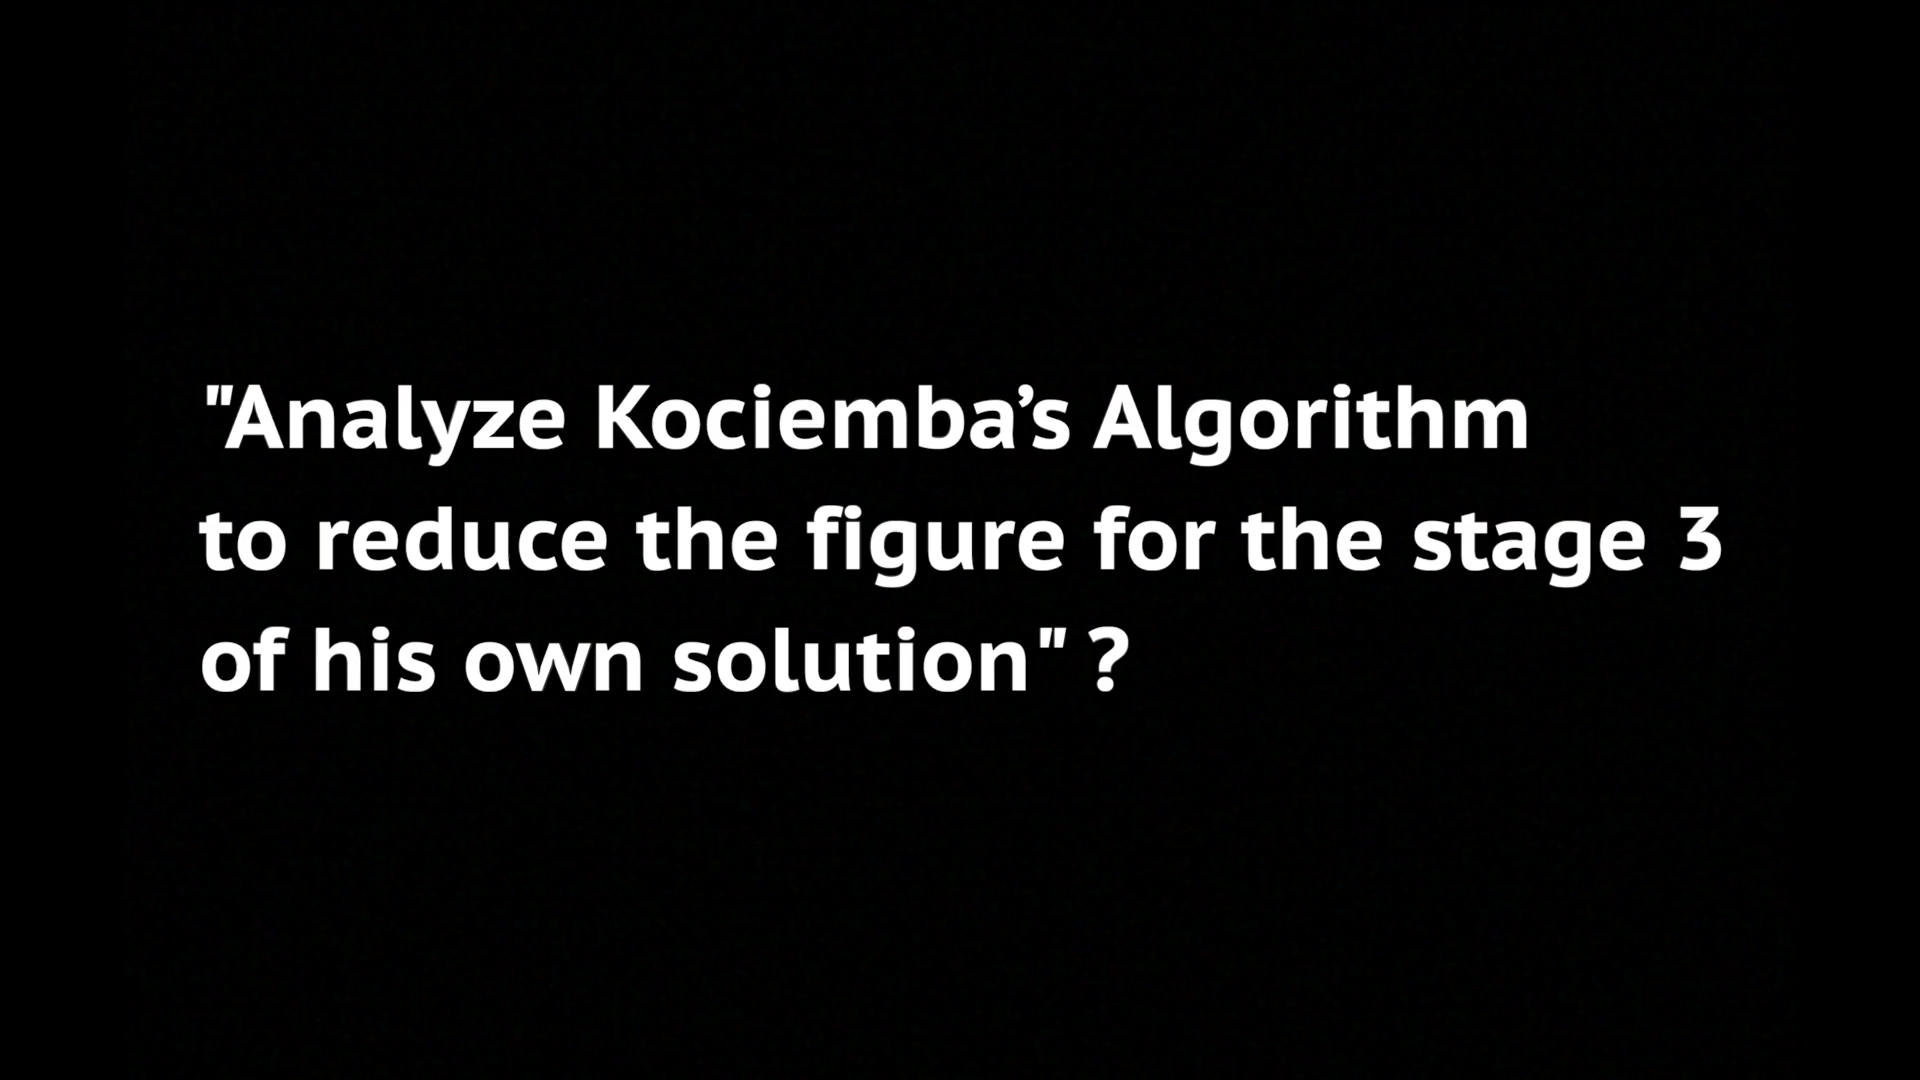 "Analyze Kociemba’s Algorithm
to reduce the figure for the stage 3
of his own solution" ?